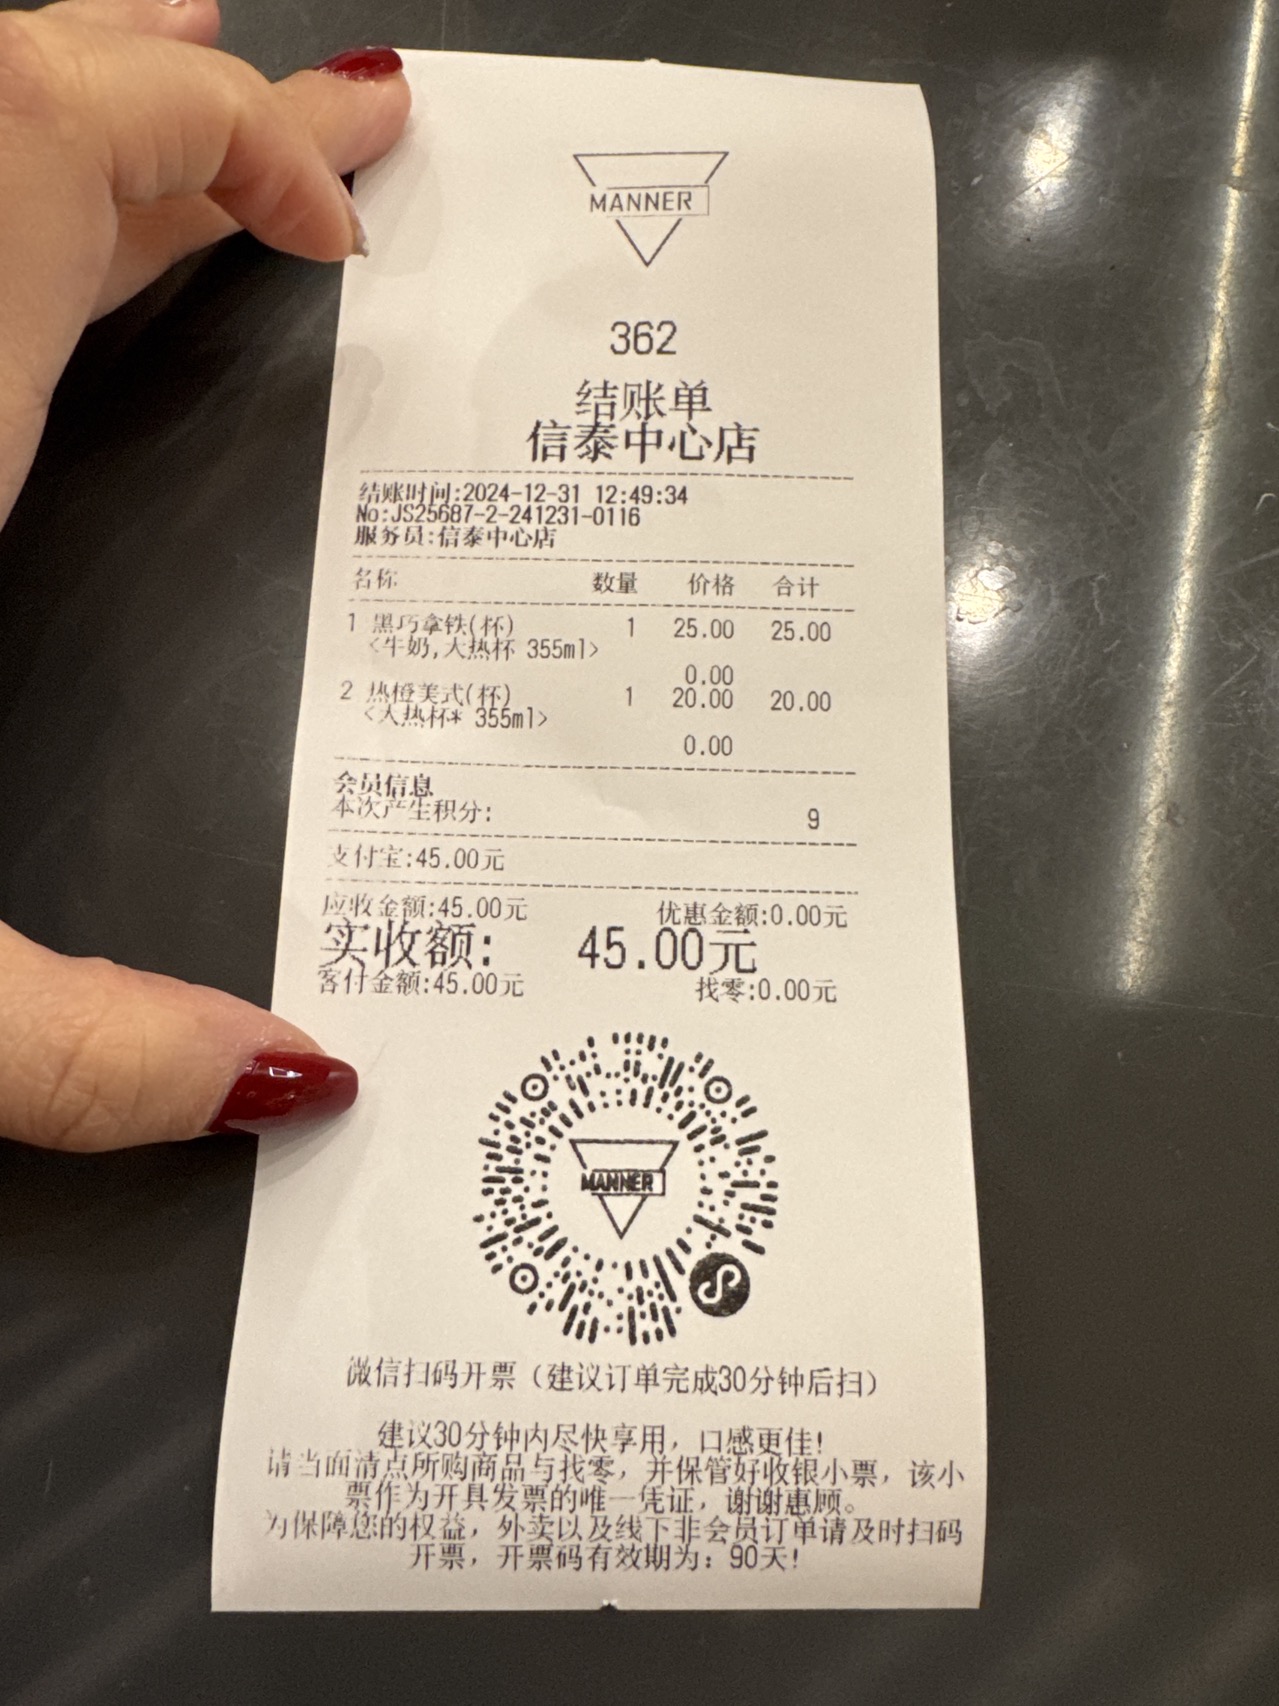 MANNER
362
结账单
信泰中心店
结账时间:2024-12-31 12:49:34
No:JS25687-2-241231-0116
服务员:信泰中心店
名称 数量 价格 合计
1 黑巧拿铁(杯) 1 25.00 25.00
<牛奶,大热杯 355ml>
0.00
2 热橙美式(杯) 1 20.00 20.00
<大热杯* 355ml>
0.00
会员信息
本次产生积分: 9
支付宝:45.00元
应收金额:45.00元 优惠金额:0.00元
实收额: 45.00元
客付金额:45.00元 找零:0.00元
MANNER
微信扫码开票（建议订单完成30分钟后扫）
建议30分钟内尽快享用，口感更佳!
请当面清点所购商品与找零，并保管好收银小票，该小
票作为开具发票的唯一凭证，谢谢惠顾。
为保障您的权益，外卖以及线下非会员订单请及时扫码
开票，开票码有效期为：90天!